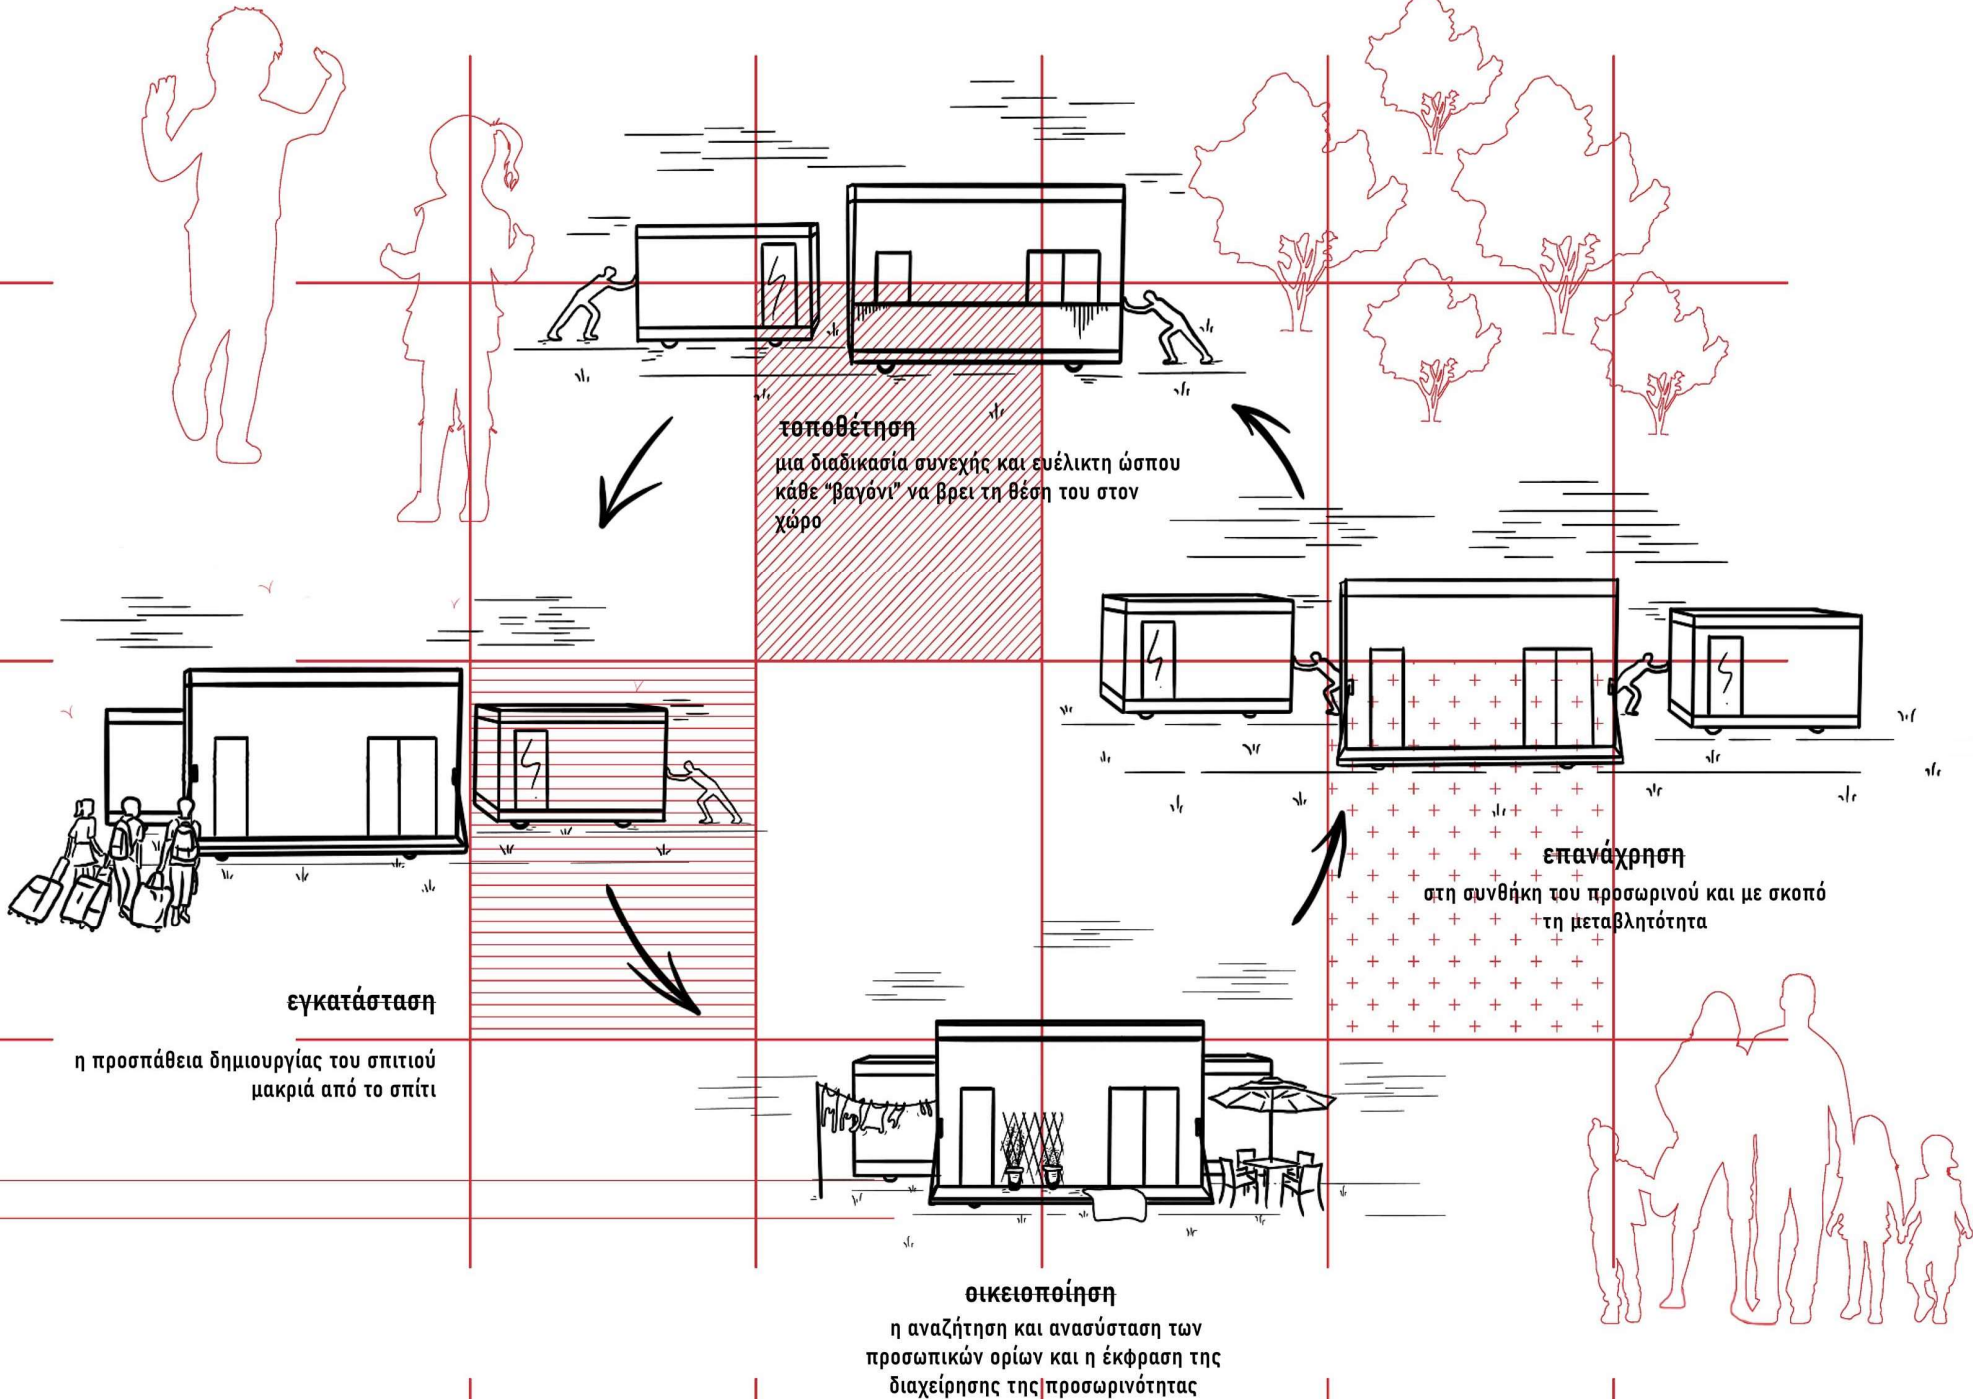 τοποθέτηση
μια διαδικασία συνεχής και ευέλικτη ώσπου
κάθε “βαγόνι” να βρει τη θέση του στον
χώρο
επανάχρηση
στη συνθήκη του προσωρινού και με σκοπό
τη μεταβλητότητα
εγκατάσταση
η προσπάθεια δημιουργίας του σπιτιού
μακριά από το σπίτι
οικειοποίηση
η αναζήτηση και ανασύσταση των
προσωπικών ορίων και η έκφραση της
διαχείρησης της προσωρινότητας